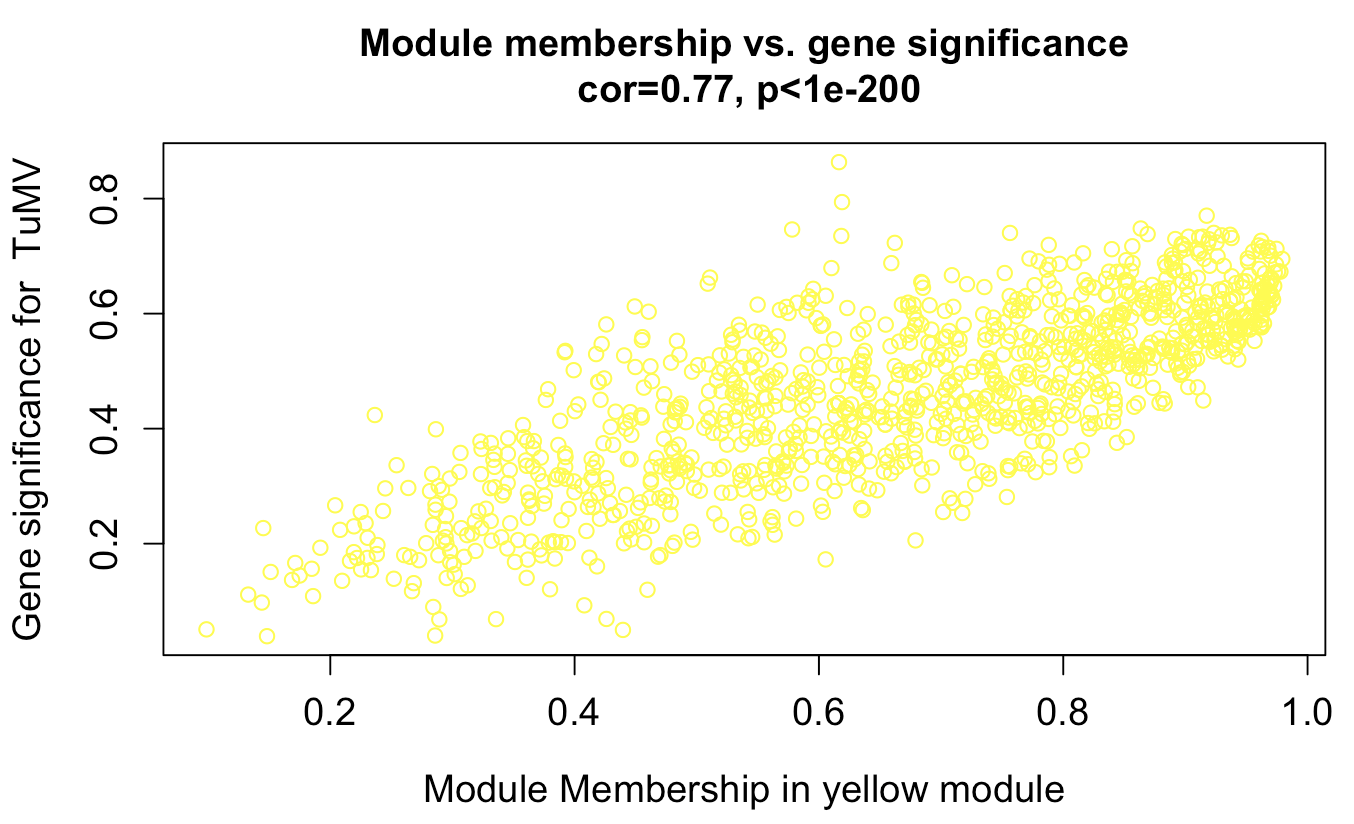 Module membership vs. gene significance
cor=0.77, p<1e-200
Gene significance for  TuMV
0.8
0.6
0.4
0.2
0.2
0.4
0.6
0.8
1.0
Module Membership in yellow module